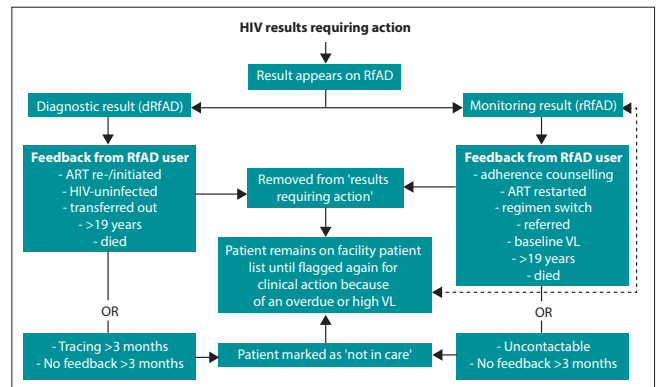 HIV results requiring action
Result appears on RfAD
Diagnostic result (dRfAD)
Monitoring result (rRfAD)
Feedback from RfAD user
- ART re-/initiated
- HIV-uninfected
- transferred out
- >19 years
- died
Removed from 'results
requiring action'
Feedback from RfAD user
- adherence counselling
- ART restarted
- regimen switch
- referred
- baseline VL
- >19 years
- died
Patient remains on facility patient
list until flagged again for
clinical action because
of an overdue or high VL
OR
OR
- Tracing >3 months
- No feedback >3 months
Patient marked as 'not in care'
- Uncontactable
- No feedback >3 months